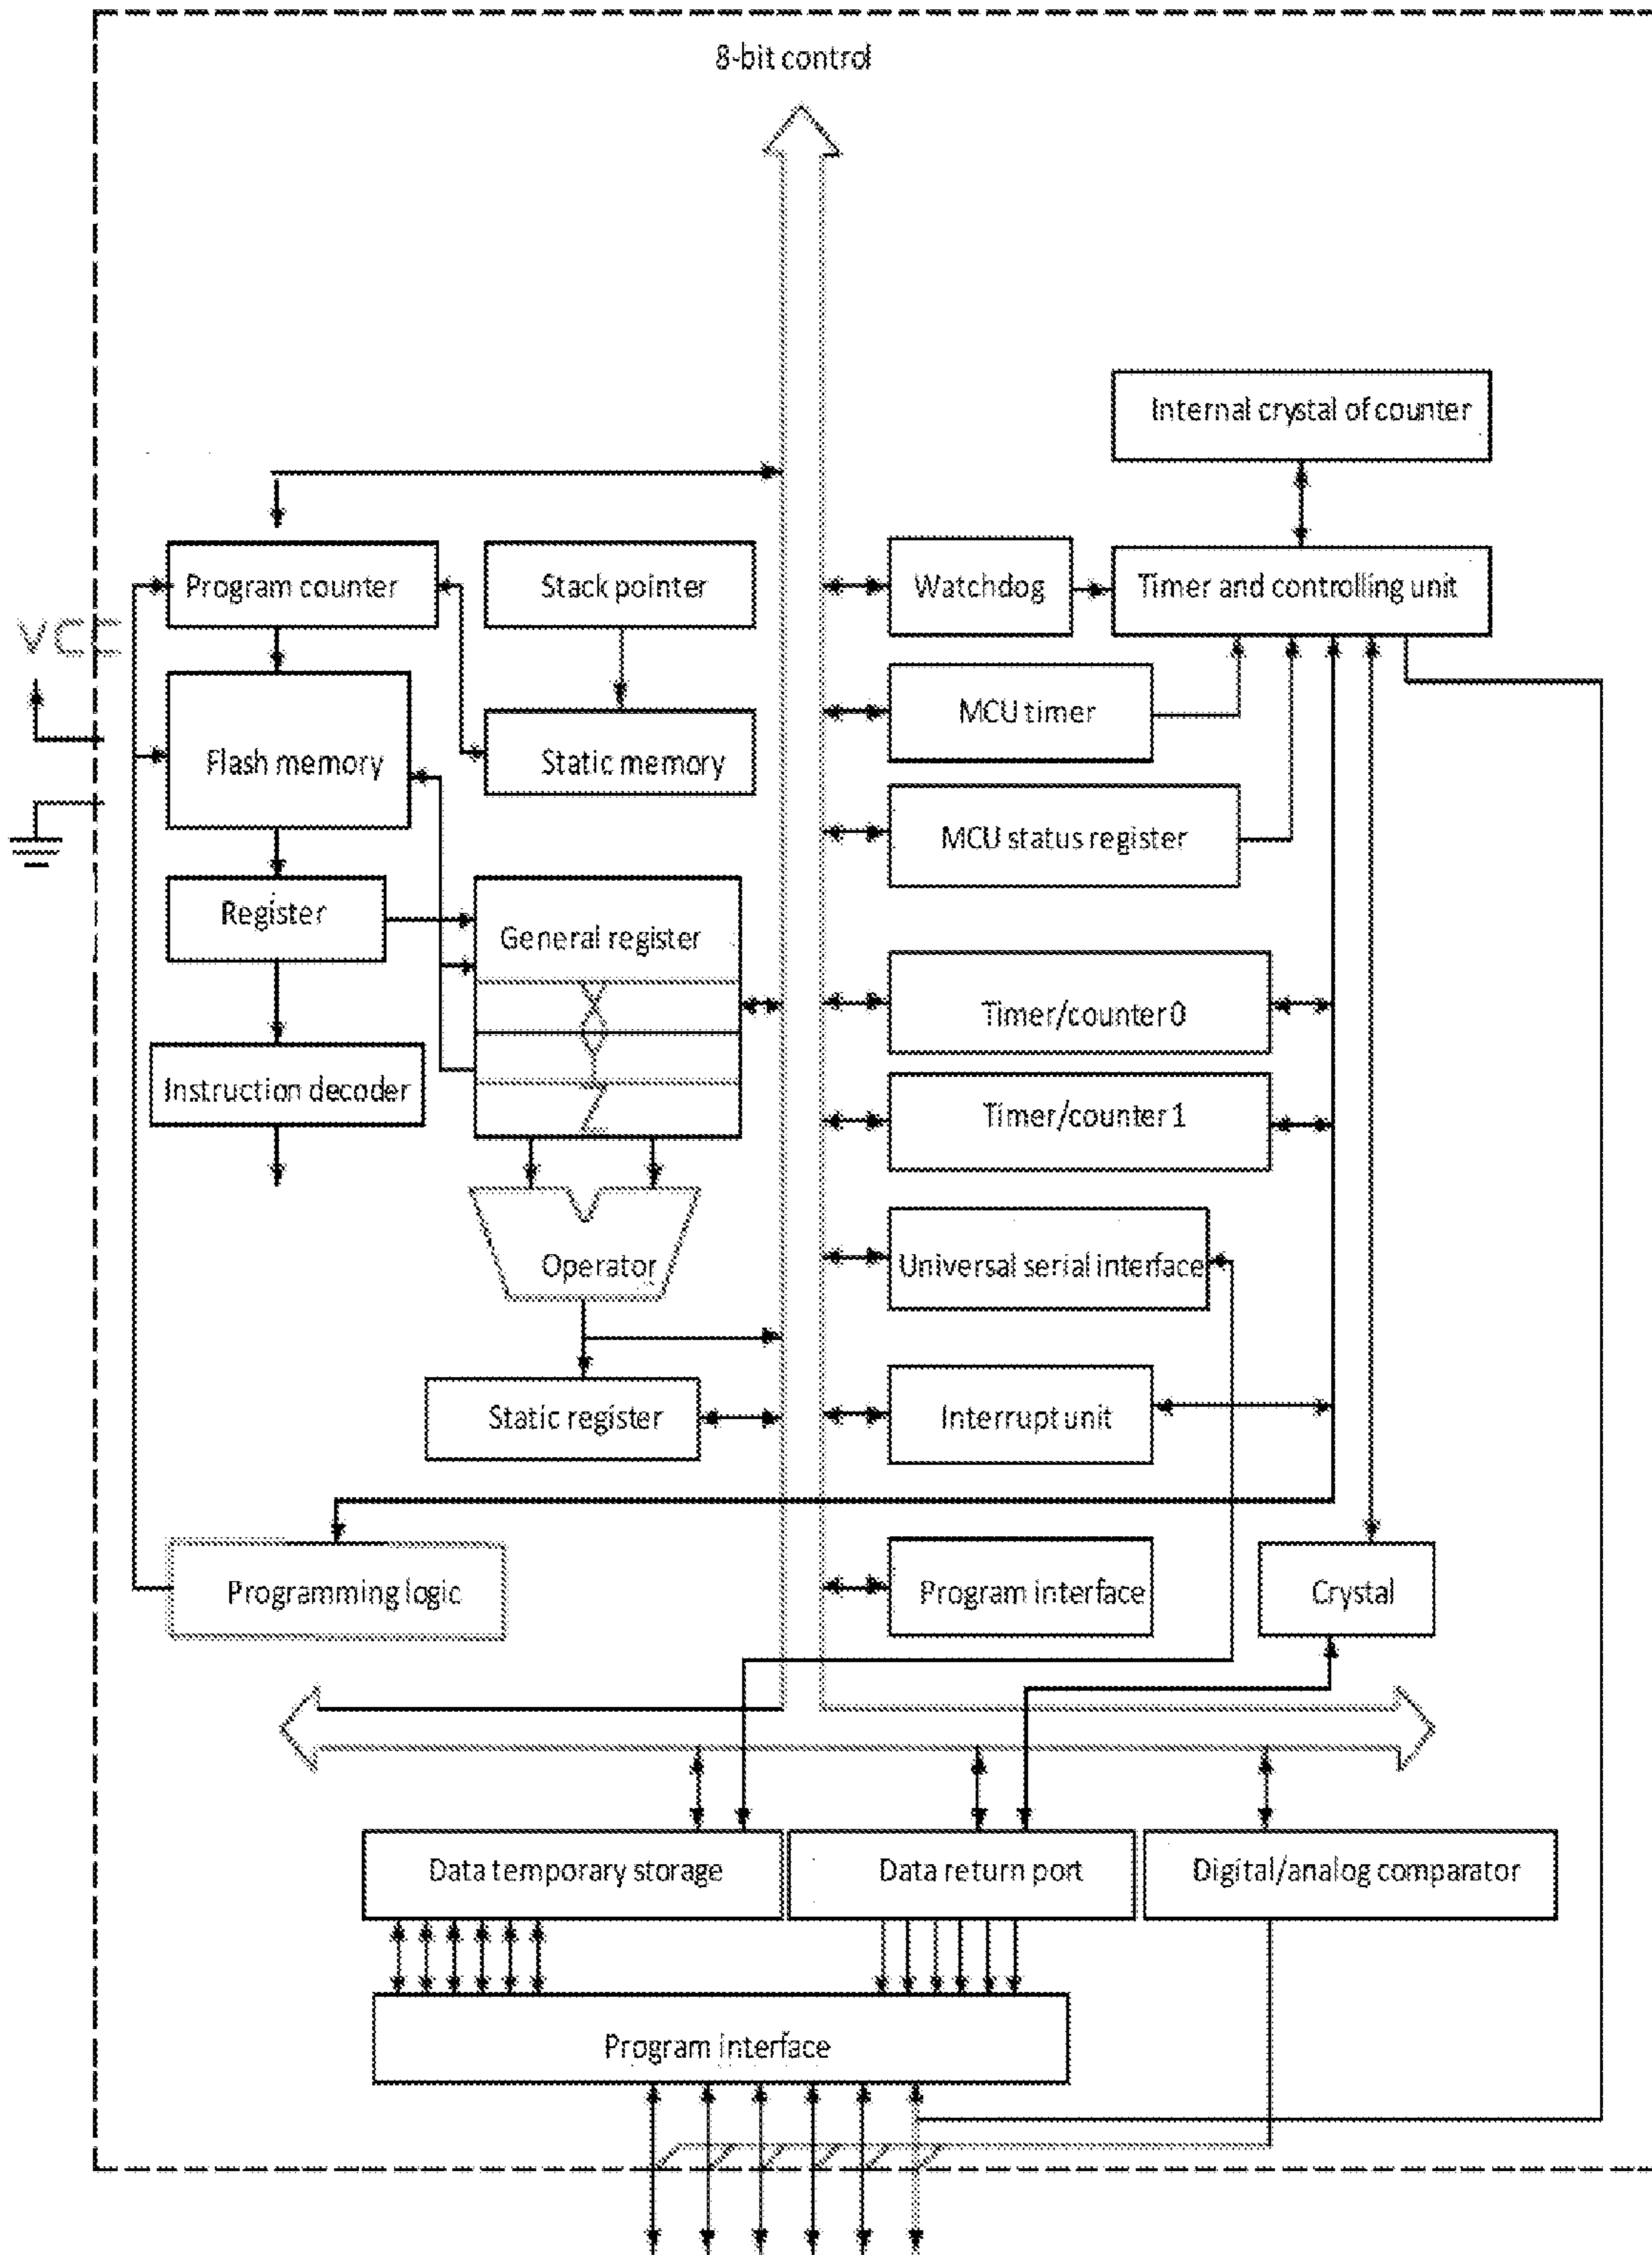 8-bit control
Internal crystal of counter
Program counter
Stack pointer
Watchdog
Timer and controlling unit
VCC
MCU timer
Flash memory
Static memory
MCU status register
Register
General register
X
Timer/counter 0
Y
Instruction decoder
Z
Timer/counter 1
Operator
Universal serial interface
Static register
Interrupt unit
Programming logic
Program interface
Crystal
Data temporary storage
Data return port
Digital/analog comparator
Program interface